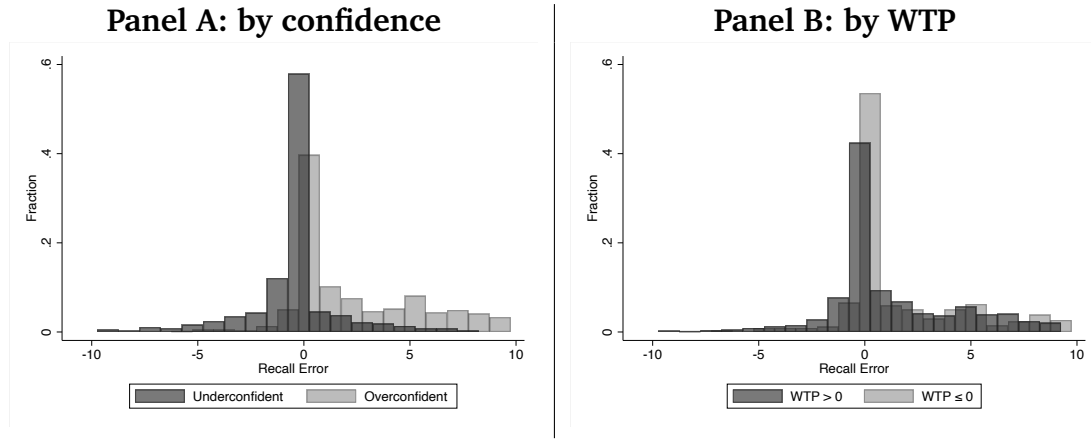 Panel A: by confidence
.6
.4
.2
0
Fraction
-10 -5 0 5 10
Recall Error
Underconfident Overconfident
Panel B: by WTP
.6
.4
.2
0
Fraction
-10 -5 0 5 10
Recall Error
WTP > 0 WTP ≤ 0